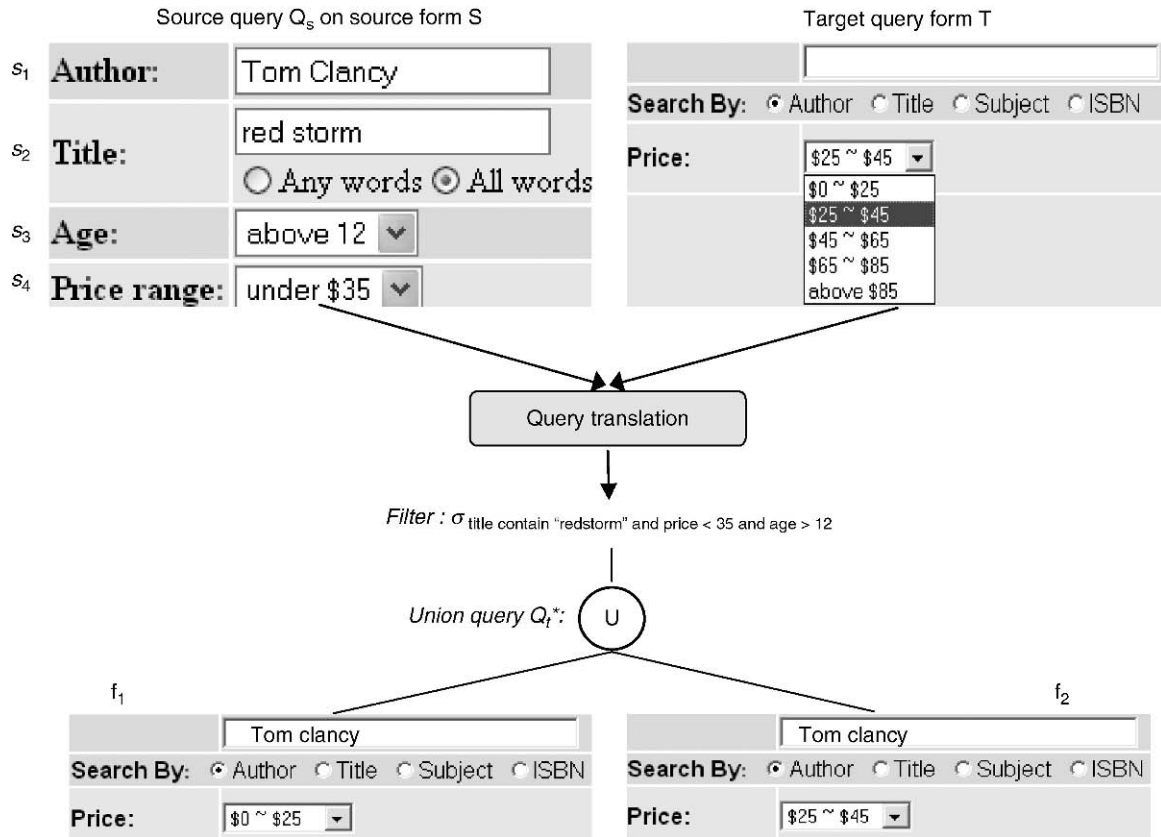 Source query Qs on source form S
Target query form T
s1 Author: Tom Clancy
s2 Title: red storm
Any words All words
s3 Age: above 12
s4 Price range: under $35
Search By: Author Title Subject ISBN
Price: $25 ~ $45
$0 ~ $25
$25 ~ $45
$45 ~ $65
$65 ~ $85
above $85
Query translation
Filter : σ title contain "redstorm" and price < 35 and age > 12
Union query Qt*: U
f1
Tom clancy
Search By: Author Title Subject ISBN
Price: $0 ~ $25
f2
Tom clancy
Search By: Author Title Subject ISBN
Price: $25 ~ $45